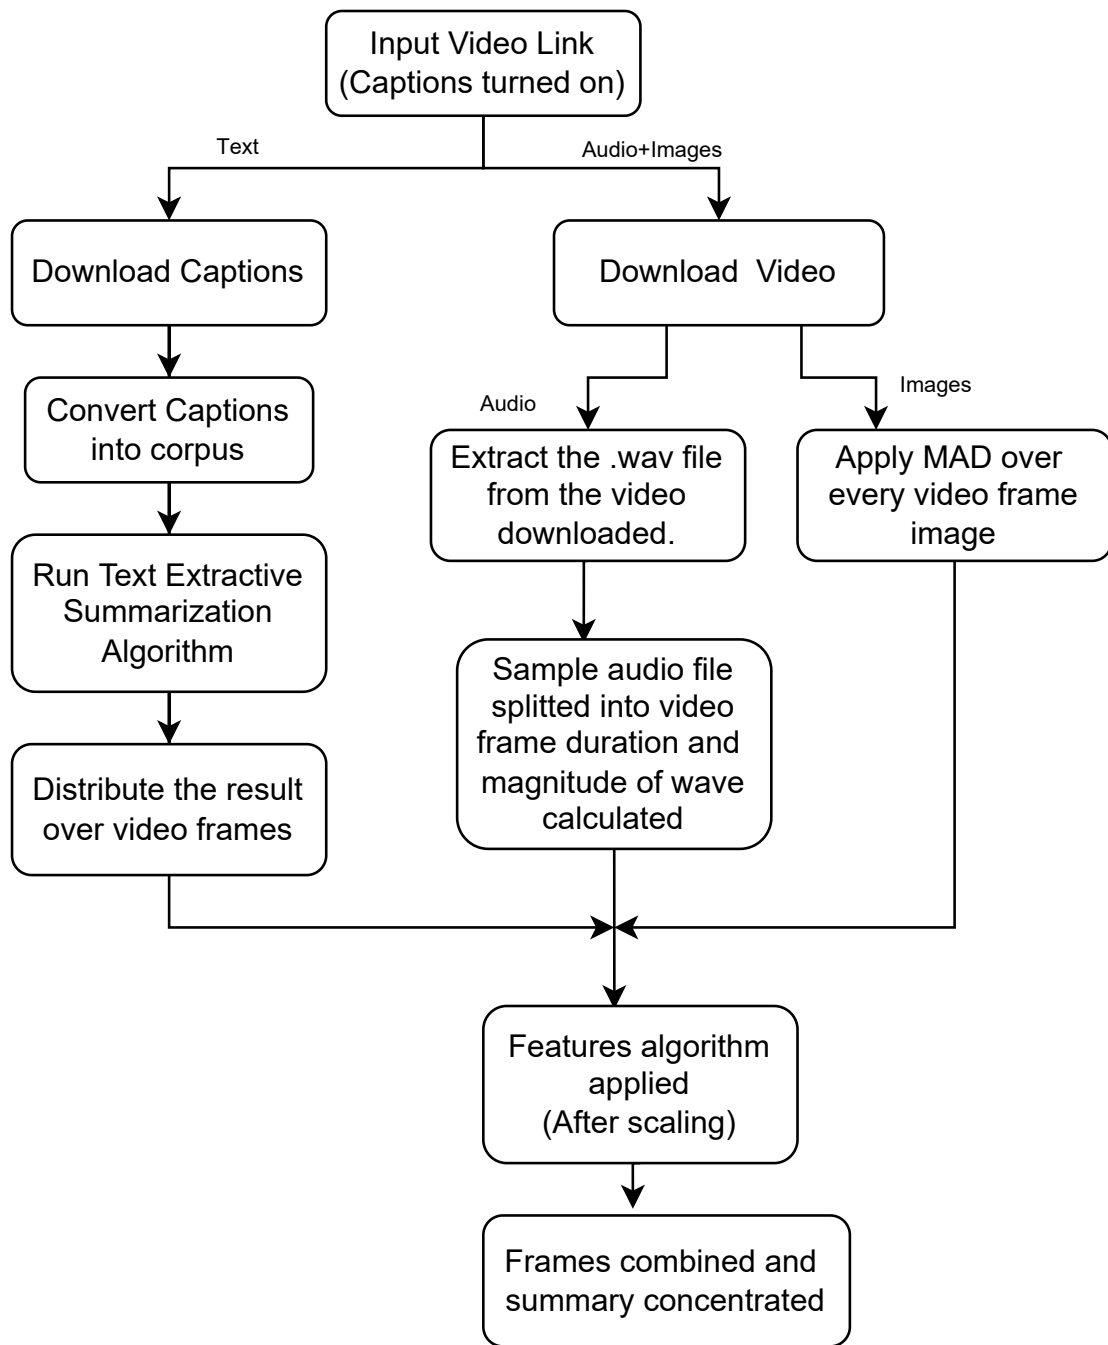 Input Video Link
(Captions turned on)
Text
Audio+Images
Download Captions
Download Video
Convert Captions
into corpus
Audio
Images
Extract the .wav file
from the video
downloaded.
Apply MAD over
every video frame
image
Run Text Extractive
Summarization
Algorithm
Sample audio file
splitted into video
frame duration and
magnitude of wave
calculated
Distribute the result
over video frames
Features algorithm
applied
(After scaling)
Frames combined and
summary concentrated